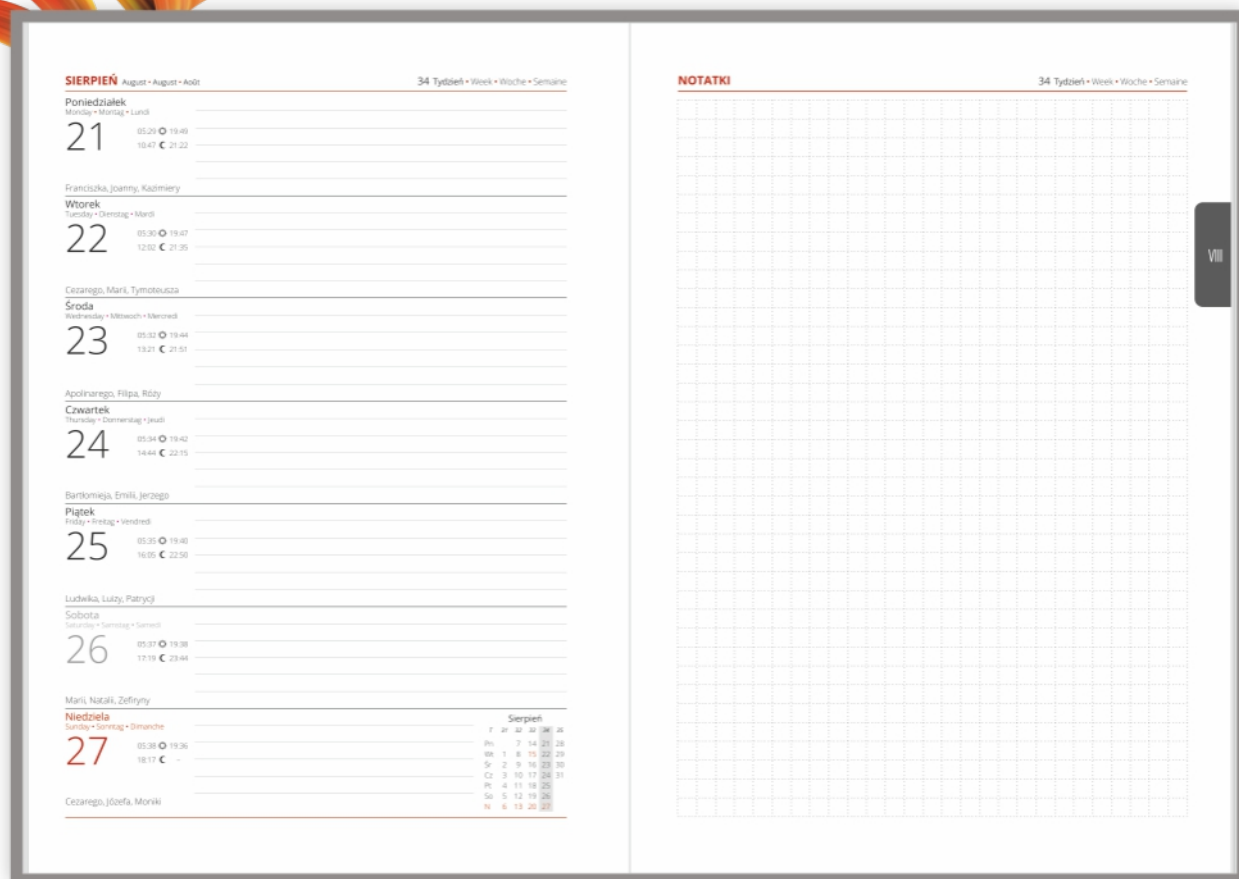 SIERPIEŃ August • August • Août 34 Tydzień • Week • Woche • Semaine
Poniedziałek
Monday • Montag • Lundi
21
05:29 19:49
10:47 21:22
Franciszka, Joanny, Kazimiery
Wtorek
Tuesday • Dienstag • Mardi
22
05:30 19:47
12:02 21:35
Cezarego, Marii, Tymoteusza
Środa
Wednesday • Mittwoch • Mercredi
23
05:32 19:44
13:21 21:51
Apolinarego, Filipa, Róży
Czwartek
Thursday • Donnerstag • Jeudi
24
05:34 19:42
14:44 22:15
Bartłomieja, Emilii, Jerzego
Piątek
Friday • Freitag • Vendredi
25
05:35 19:40
16:05 22:50
Ludwika, Luizy, Patrycji
Sobota
Saturday • Samstag • Samedi
26
05:37 19:38
17:19 23:44
Marii, Natalii, Zefiryny
Niedziela
Sunday • Sonntag • Dimanche
27
05:38 19:36
18:17 -
Cezarego, Józefa, Moniki
Sierpień
T 31 32 33 34 35
Pn 7 14 21 28
Wt 1 8 15 22 29
Śr 2 9 16 23 30
Cz 3 10 17 24 31
Pt 4 11 18 25
So 5 12 19 26
N 6 13 20 27
NOTATKI 34 Tydzień • Week • Woche • Semaine
VIII